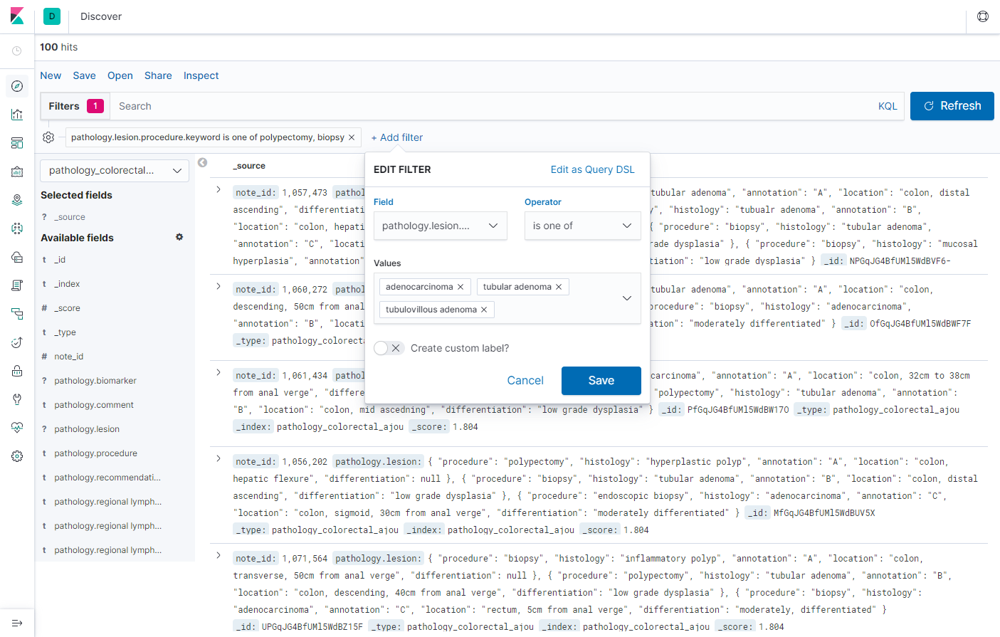 D Discover
100 hits
New Save Open Share Inspect
Filters 1 Search KQL Refresh
pathology.lesion.procedure.keyword is one of polypectomy, biopsy × + Add filter
pathology_colorectal...
Selected fields
? _source
Available fields
t _id
t _index
# _score
t _type
# note_id
? pathology.biomarker
t pathology.comment
? pathology.lesion
t pathology.procedure
t pathology.recommendati...
t pathology.regional lymph...
t pathology.regional lymph...
t pathology.regional lymph...
EDIT FILTER Edit as Query DSL
Field Operator
pathology.lesion.... is one of
Values
adenocarcinoma × tubular adenoma ×
tubulovillous adenoma ×
Create custom label?
Cancel Save
_source
note_id: 1,057,473 pathol tubular adenoma", "annotation": "A", "location": "colon, distal
ascending", "differentiati y", "histology": "tubualr adenoma", "annotation": "B",
"location": "colon, hepati { "procedure": "biopsy", "histology": "tubular adenoma",
"annotation": "C", "locati rade dysplasia" }, { "procedure": "biopsy", "histology": "mucosal
hyperplasia", "annotation" tiation": "low grade dysplasia" } _id: NPGqJG4BfUMl5WdBVF6-
note_id: 1,060,272 pathol tubular adenoma", "annotation": "A", "location": "colon,
descending, 50cm from anal rocedure": "biopsy", "histology": "adenocarcinoma",
"annotation": "B", "locati ation": "moderately differentiated" } _id: OfGqJG4BfUMl5WdBWF7F
_type: pathology_colorecta
note_id: 1,061,434 pathol carcinoma", "annotation": "A", "location": "colon, 32cm to 38cm
from anal verge", "differe "polypectomy", "histology": "tubular adenoma", "annotation":
"B", "location": "colon, mid ascedning", "differentiation": "low grade dysplasia" } _id: PfGqJG4BfUMl5WdBW17O _type: pathology_colorectal_ajou
_index: pathology_colorectal_ajou _score: 1.804
note_id: 1,056,202 pathology.lesion: { "procedure": "polypectomy", "histology": "hyperplastic polyp", "annotation": "A", "location": "colon,
hepatic flexure", "differentiation": null }, { "procedure": "biopsy", "histology": "tubular adenoma", "annotation": "B", "location": "colon, distal
ascending", "differentiation": "low grade dysplasia" }, { "procedure": "endoscopic biopsy", "histology": "adenocarcinoma", "annotation": "C",
"location": "colon, sigmoid, 30cm from anal verge", "differentiation": "moderately differentiated" } _id: MfGqJG4BfUMl5WdBUV5X
_type: pathology_colorectal_ajou _index: pathology_colorectal_ajou _score: 1.804
note_id: 1,071,564 pathology.lesion: { "procedure": "biopsy", "histology": "inflammatory polyp", "annotation": "A", "location": "colon,
transverse, 50cm from anal verge", "differentiation": null }, { "procedure": "polypectomy", "histology": "tubular adenoma", "annotation": "B",
"location": "colon, descending, 40cm from anal verge", "differentiation": "low grade dysplasia" }, { "procedure": "biopsy", "histology":
"adenocarcinoma", "annotation": "C", "location": "rectum, 5cm from anal verge", "differentiation": "moderately, differentiated" }
_id: UPGqJG4BfUMl5WdBZ15F _type: pathology_colorectal_ajou _index: pathology_colorectal_ajou _score: 1.804